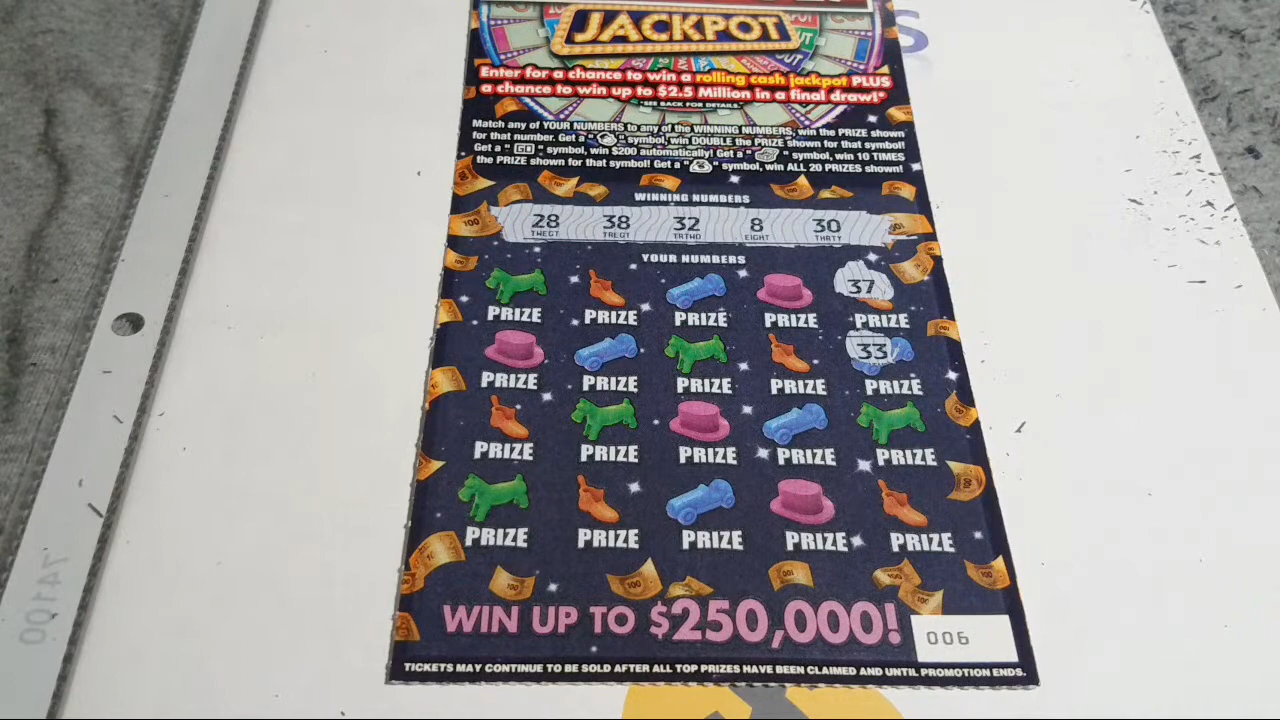 JACKPOT
Enter for a chance to win a rolling cash jackpot PLUS
a chance to win up to $2.5 Million in a final draw!*
*SEE BACK FOR DETAILS.
Match any of YOUR NUMBERS to any of the WINNING NUMBERS, win the PRIZE shown
for that number. Get a " " symbol, win DOUBLE the PRIZE shown for that symbol!
Get a " GO " symbol, win $200 automatically! Get a " " symbol, win 10 TIMES
the PRIZE shown for that symbol! Get a " " symbol, win ALL 20 PRIZES shown!
WINNING NUMBERS
28 38 32 8 30
TWEGT TREGT TRTWO EIGHT THRTY
YOUR NUMBERS
37
PRIZE PRIZE PRIZE PRIZE PRIZE
33
PRIZE PRIZE PRIZE PRIZE PRIZE
PRIZE PRIZE PRIZE PRIZE PRIZE
PRIZE PRIZE PRIZE PRIZE PRIZE
WIN UP TO $250,000!
006
TICKETS MAY CONTINUE TO BE SOLD AFTER ALL TOP PRIZES HAVE BEEN CLAIMED AND UNTIL PROMOTION ENDS.
74100